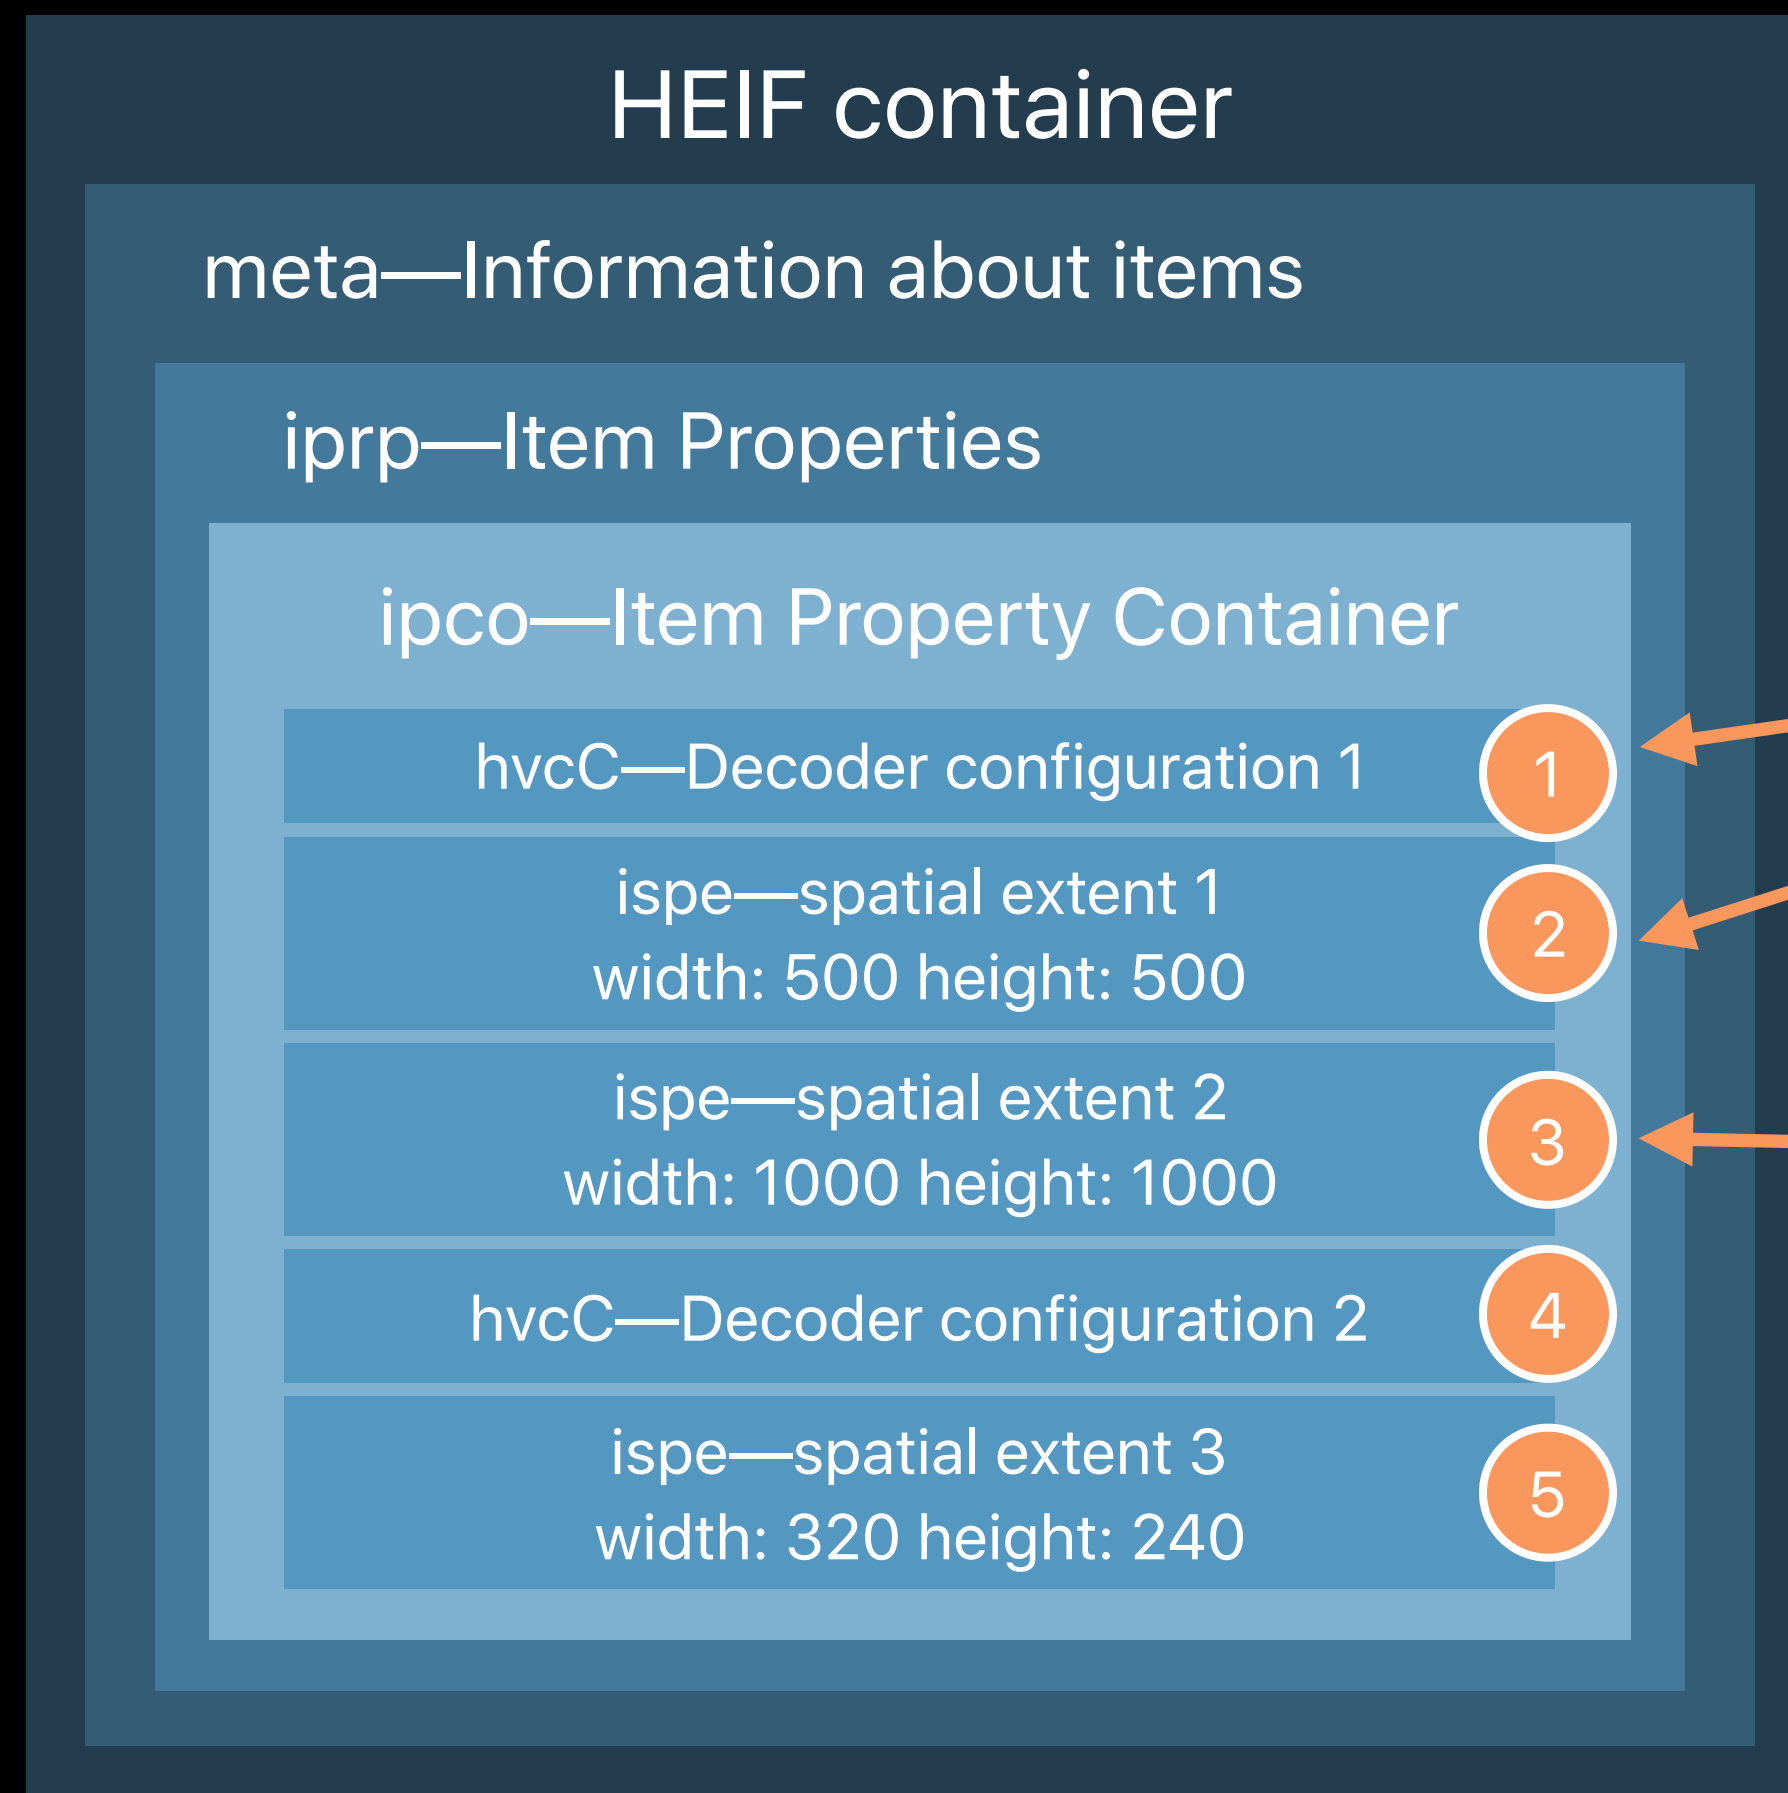 HEIF container
meta—Information about items
iprp—Item Properties
ipco—Item Property Container
hvcC—Decoder configuration 1
1
ispe—spatial extent 1
width: 500 height: 500
2
ispe—spatial extent 2
width: 1000 height: 1000
3
hvcC—Decoder configuration 2
4
ispe—spatial extent 3
width: 320 height: 240
5